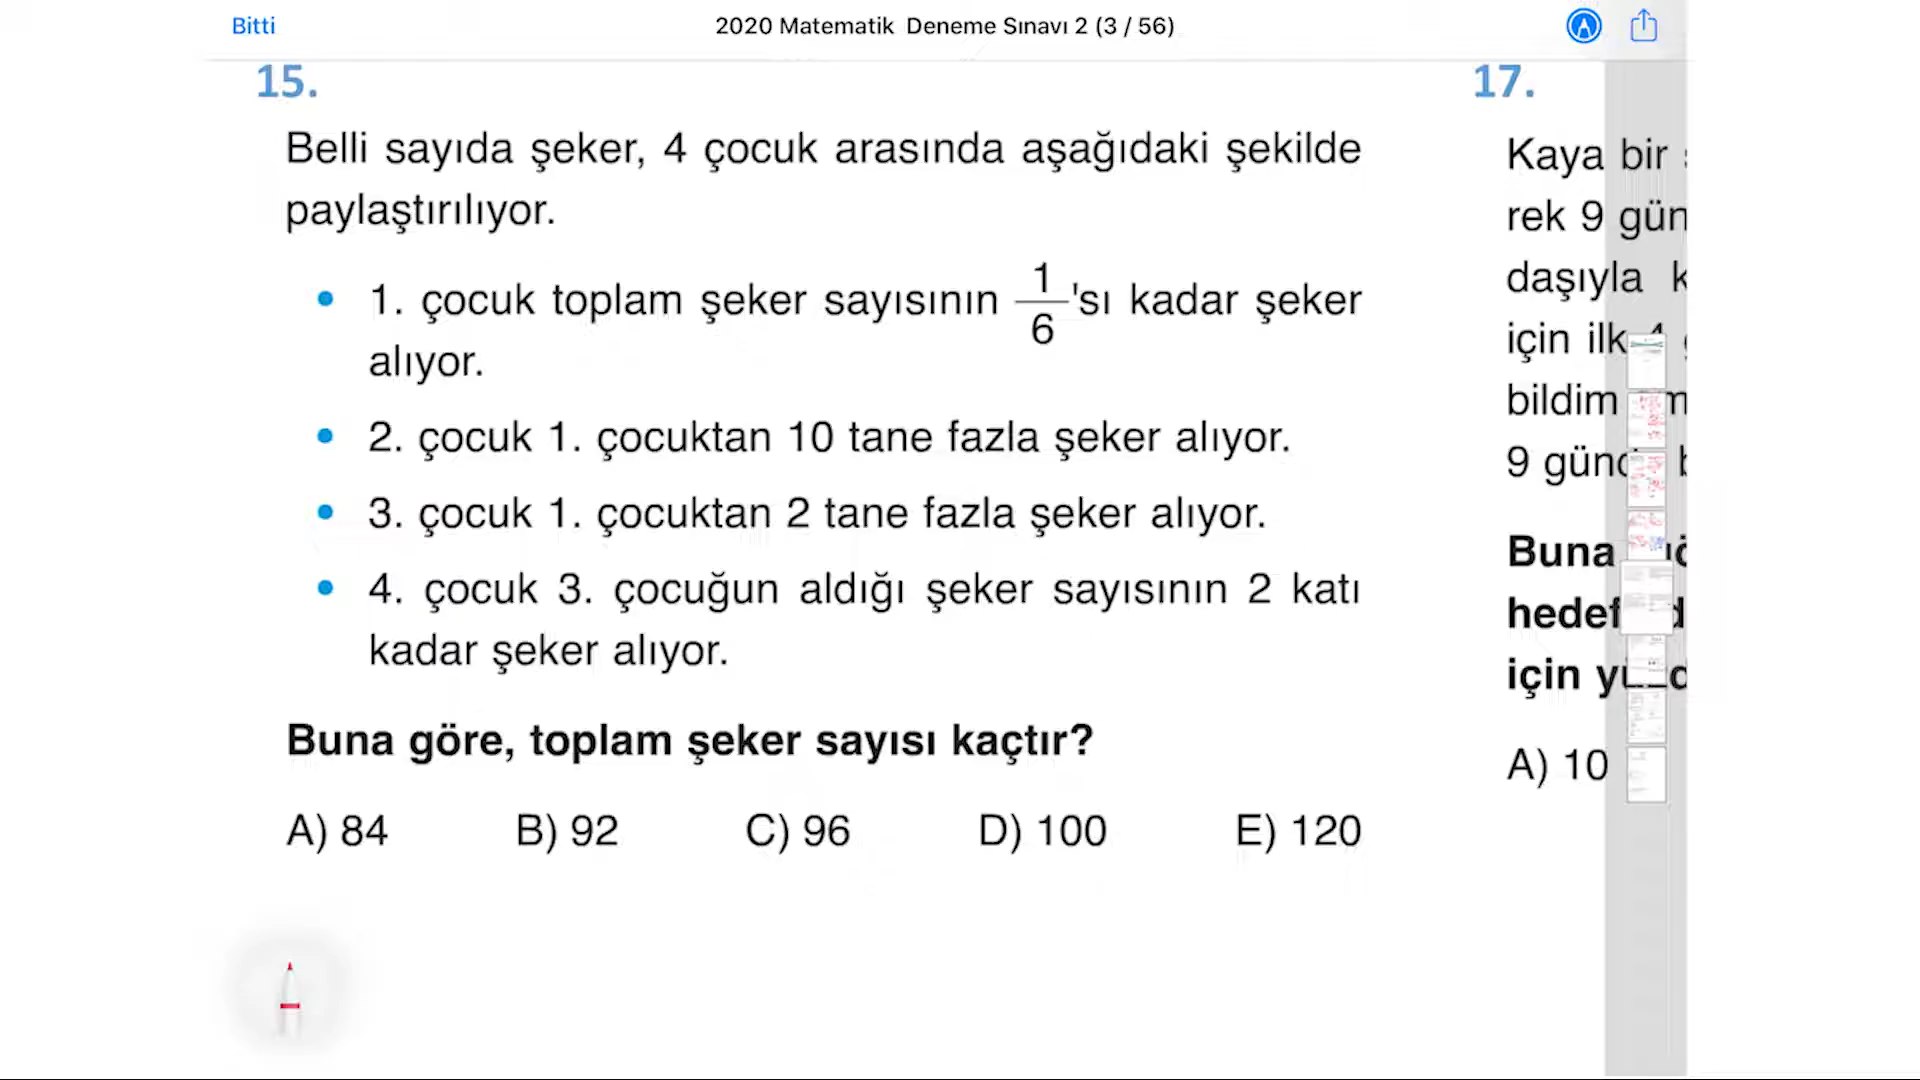 Bitti
2020 Matematik Deneme Sınavı 2 (3 / 56)
15.
Belli sayıda şeker, 4 çocuk arasında aşağıdaki şekilde
paylaştırılıyor.
• 1. çocuk toplam şeker sayısının 1/6'sı kadar şeker
alıyor.
• 2. çocuk 1. çocuktan 10 tane fazla şeker alıyor.
• 3. çocuk 1. çocuktan 2 tane fazla şeker alıyor.
• 4. çocuk 3. çocuğun aldığı şeker sayısının 2 katı
kadar şeker alıyor.
Buna göre, toplam şeker sayısı kaçtır?
A) 84 B) 92 C) 96 D) 100 E) 120
17.
Kaya bir
rek 9 gün
daşıyla
için ilk
bildim
9 günd
Buna
hedef
için
A) 10